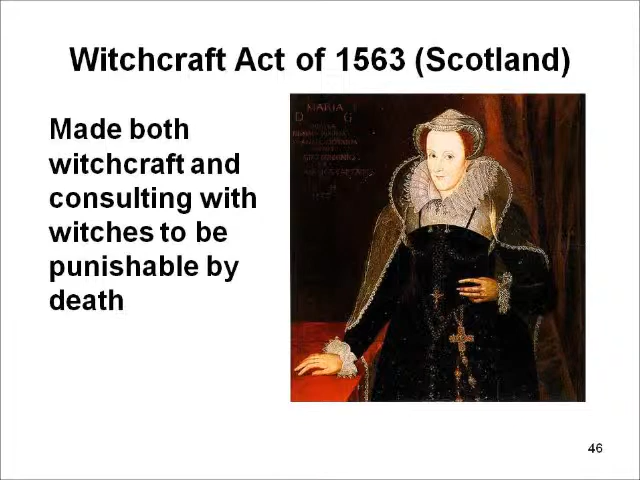 Witchcraft Act of 1563 (Scotland)
Made both
witchcraft and
consulting with
witches to be
punishable by
death
MARIA
D G
46